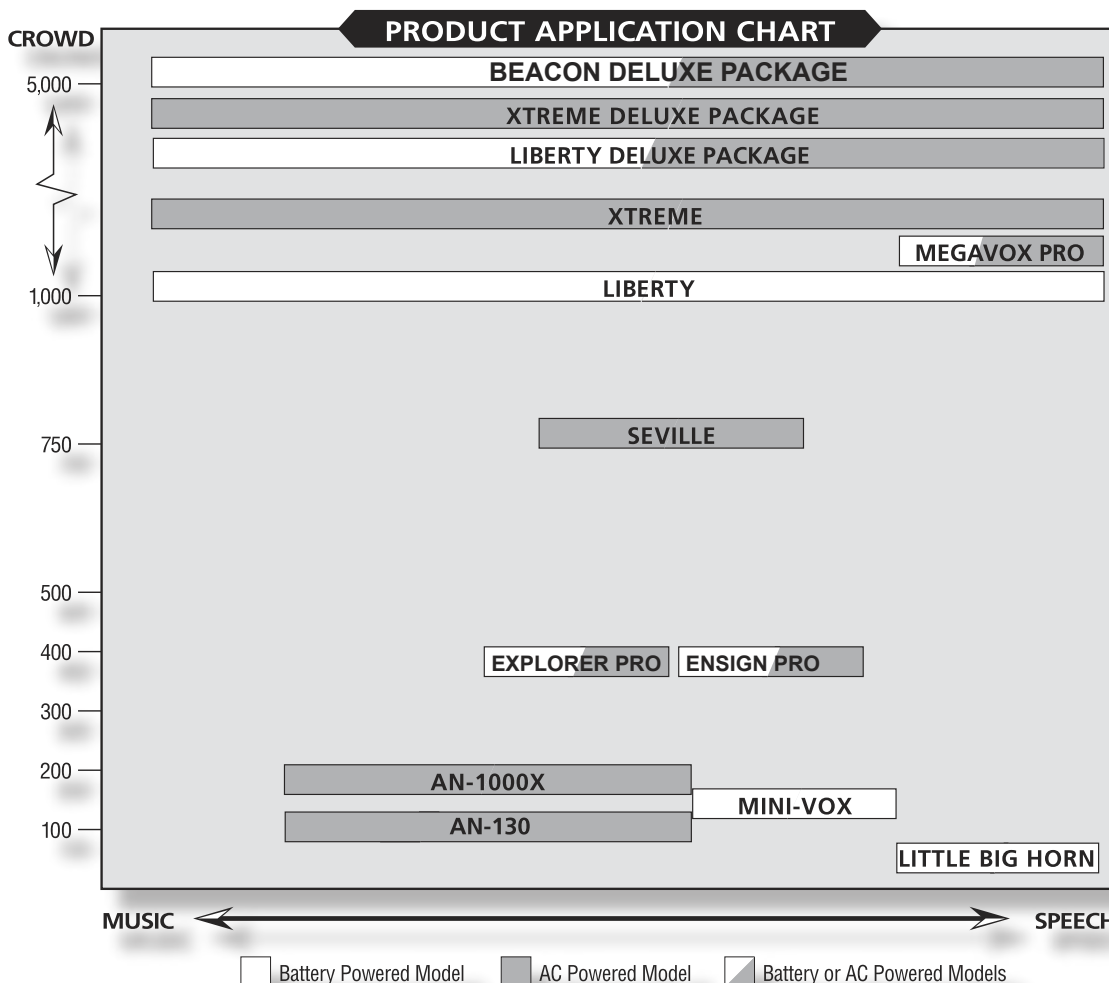 PRODUCT APPLICATION CHART
CROWD
BEACON DELUXE PACKAGE
5,000
XTREME DELUXE PACKAGE
LIBERTY DELUXE PACKAGE
XTREME
MEGAVOX PRO
LIBERTY
1,000
SEVILLE
750
500
400
EXPLORER PRO
ENSIGN PRO
300
200
AN-1000X
MINI-VOX
AN-130
100
LITTLE BIG HORN
MUSIC
SPEECH
Battery Powered Model
AC Powered Model
Battery or AC Powered Models